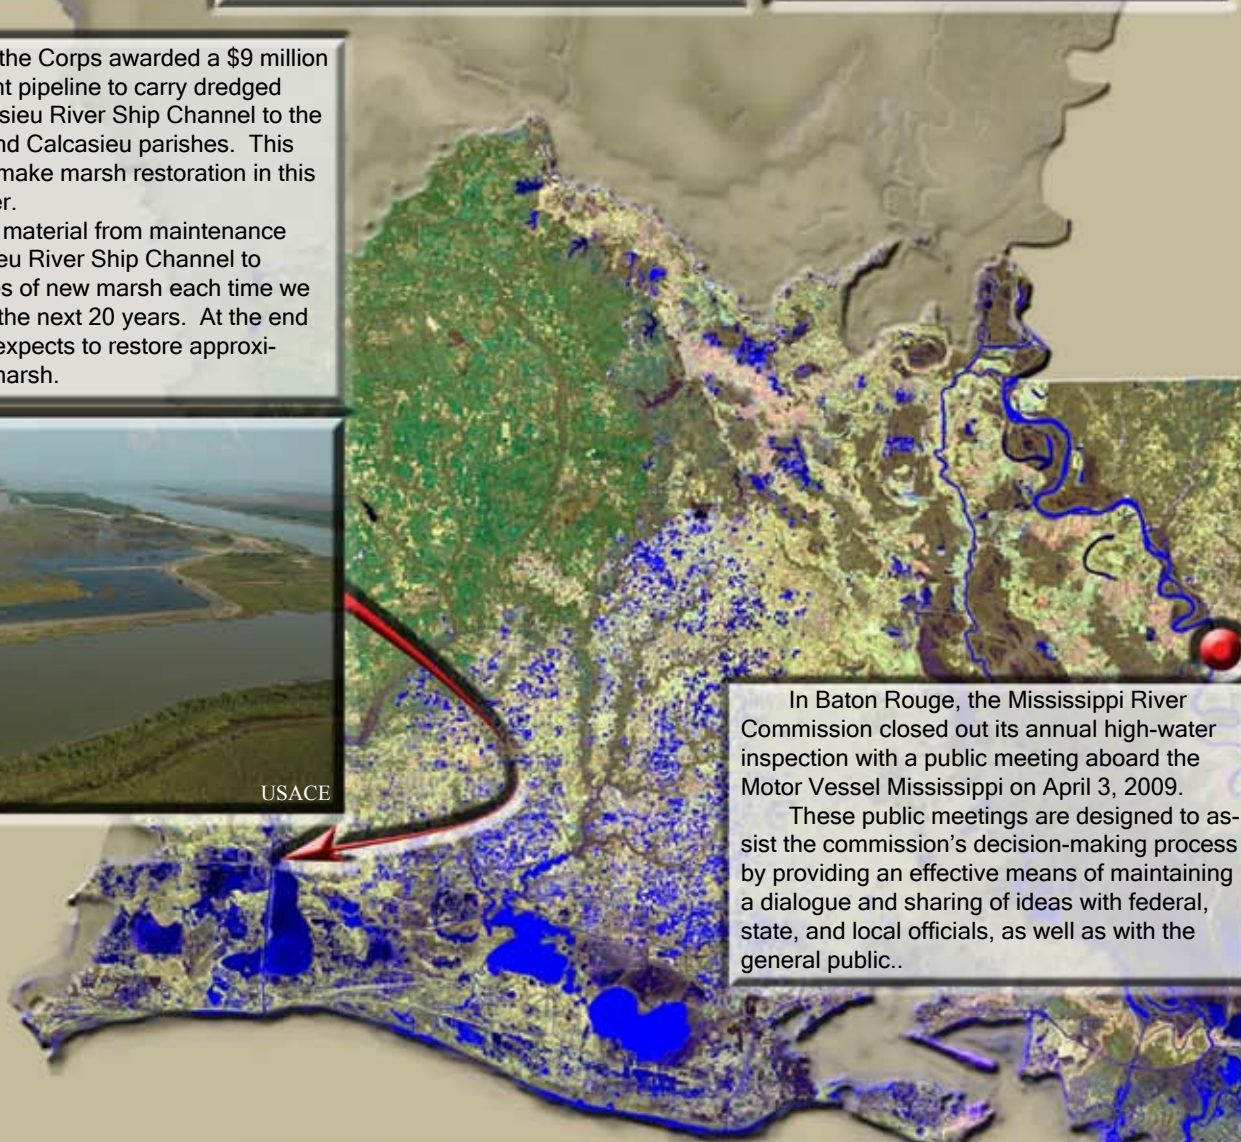 the Corps awarded a $9 million
nt pipeline to carry dredged
sieu River Ship Channel to the
nd Calcasieu parishes.  This
make marsh restoration in this
er.
material from maintenance
eu River Ship Channel to
es of new marsh each time we
the next 20 years.  At the end
expects to restore approxi-
marsh.
USACE
In Baton Rouge, the Mississippi River
Commission closed out its annual high-water
inspection with a public meeting aboard the
Motor Vessel Mississippi on April 3, 2009.
These public meetings are designed to as-
sist the commission's decision-making process
by providing an effective means of maintaining
a dialogue and sharing of ideas with federal,
state, and local officials, as well as with the
general public..